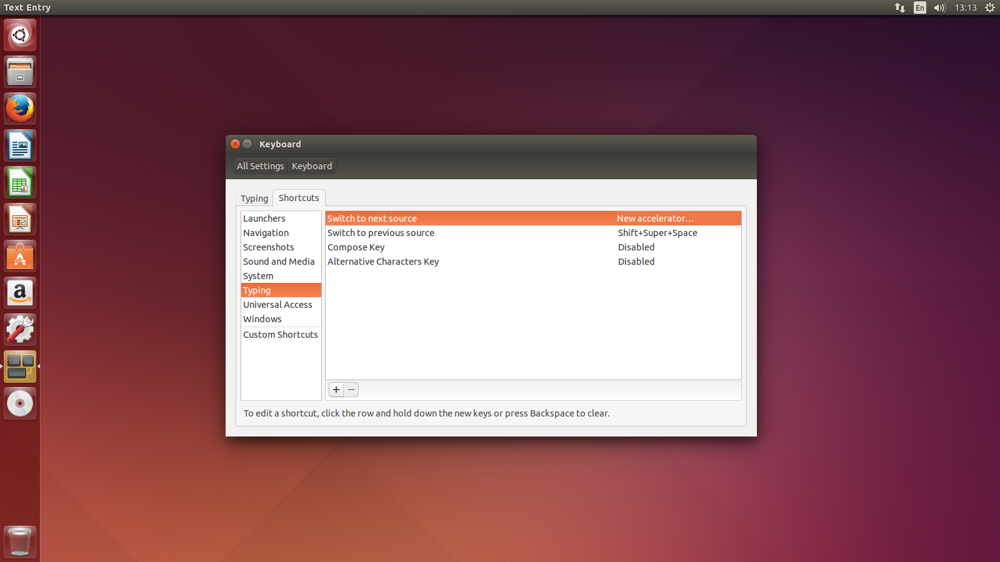 Text Entry
En
13:13
Keyboard
All Settings Keyboard
Typing Shortcuts
Launchers
Navigation
Screenshots
Sound and Media
System
Typing
Universal Access
Windows
Custom Shortcuts
Switch to next source New accelerator...
Switch to previous source Shift+Super+Space
Compose Key Disabled
Alternative Characters Key Disabled
To edit a shortcut, click the row and hold down the new keys or press Backspace to clear.